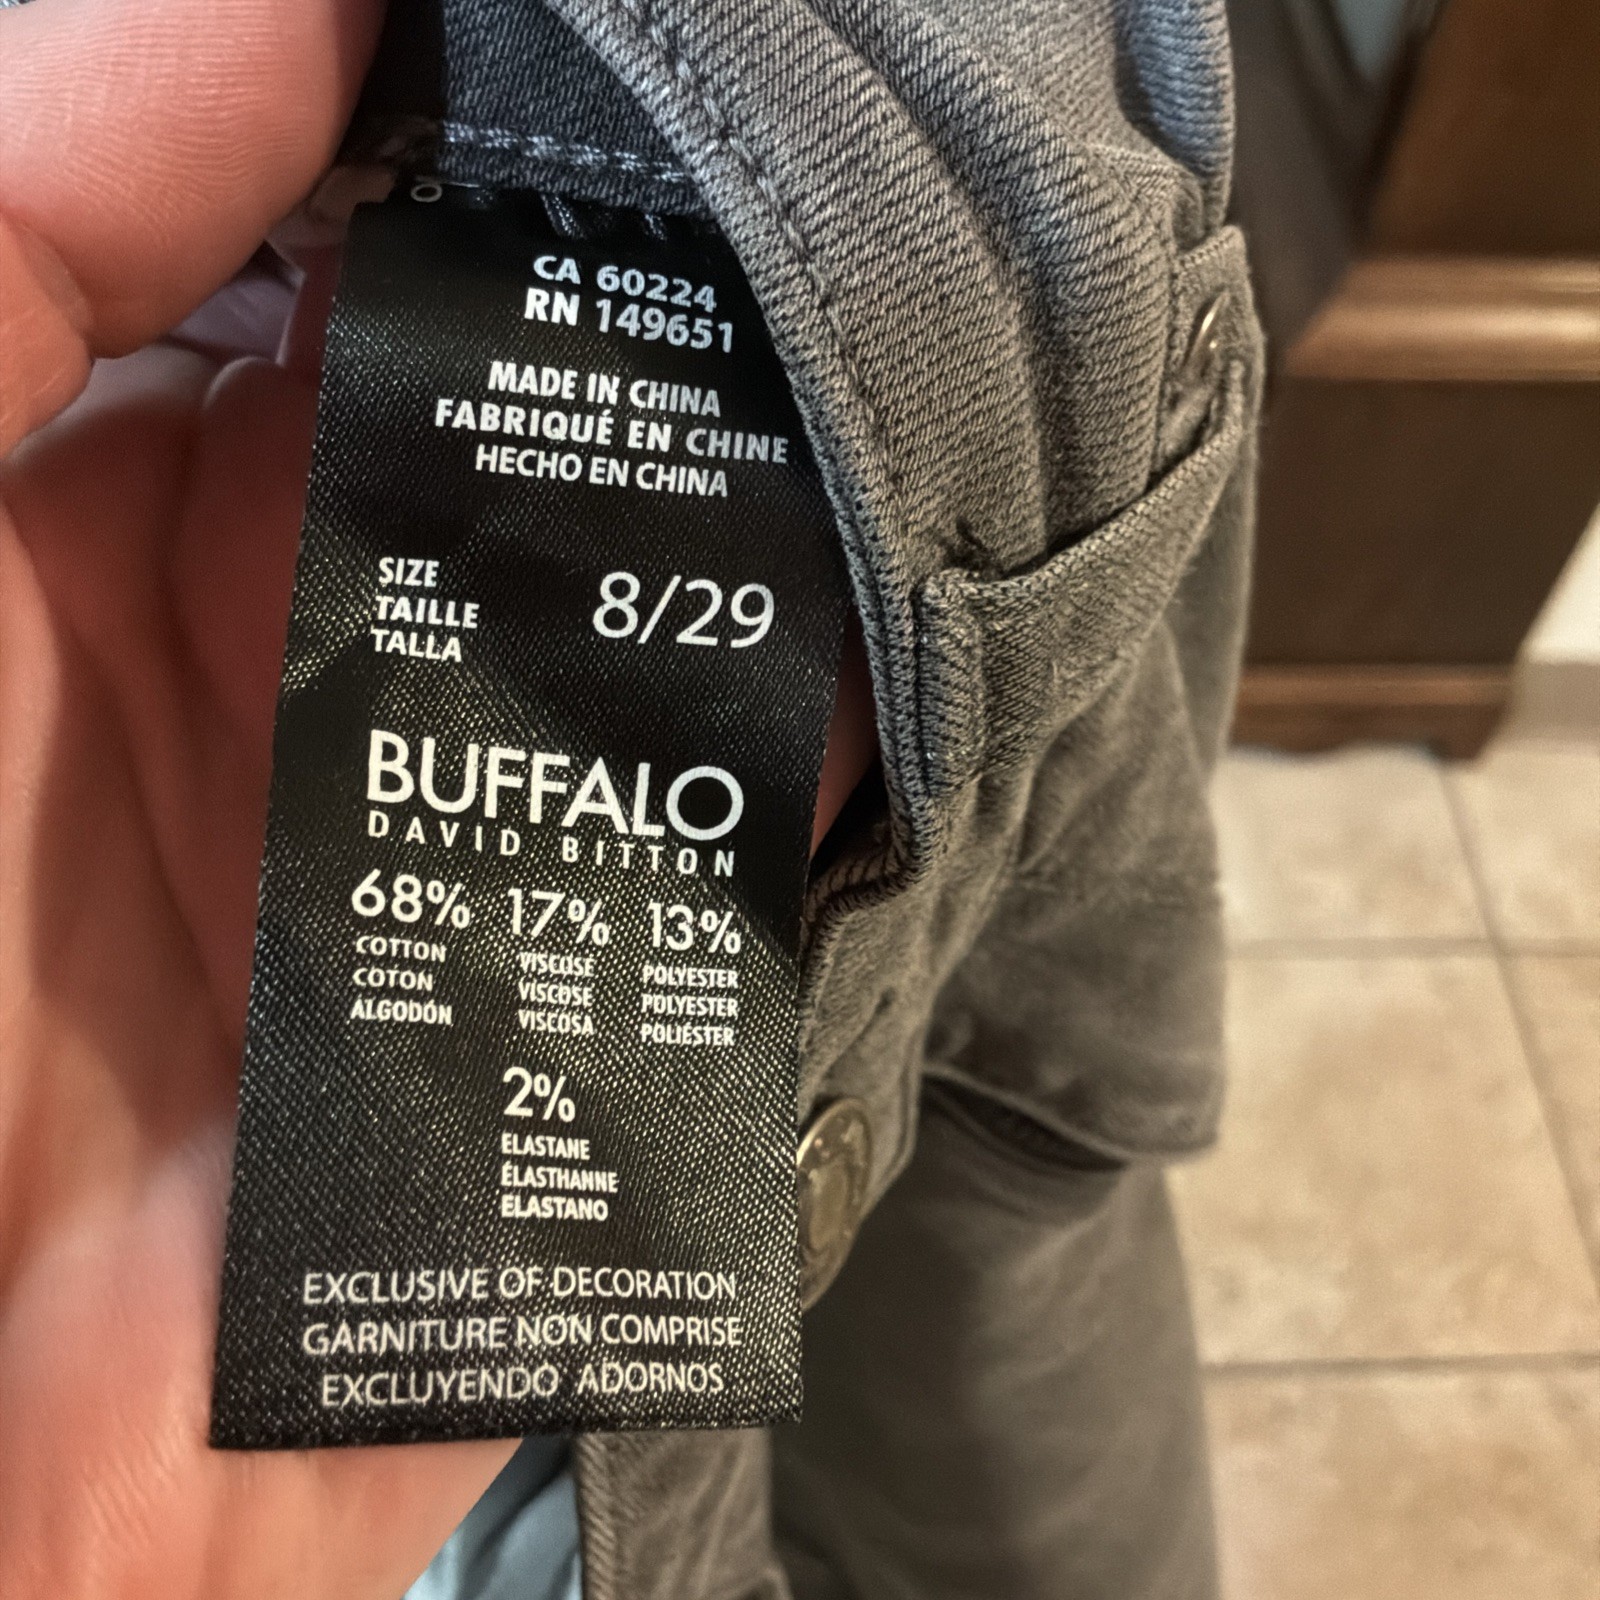 CA 60224
RN 149651
MADE IN CHINA
FABRIQUÉ EN CHINE
HECHO EN CHINA
SIZE
TAILLE
TALLA
8/29
BUFFALO
DAVID BITTON
68% 17% 13%
COTTON VISCOSE POLYESTER
COTON VISCOSE POLYESTER
ALGODÓN VISCOSA POLIÉSTER
2%
ELASTANE
ÉLASTHANNE
ELASTANO
EXCLUSIVE OF DECORATION
GARNITURE NON COMPRISE
EXCLUYENDO ADORNOS